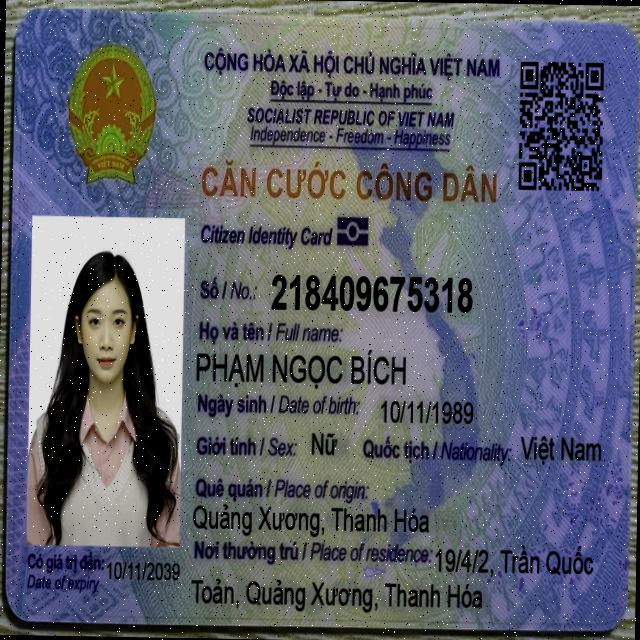 CỘNG HÒA XÃ HỘI CHỦ NGHĨA VIỆT NAM
Độc lập - Tự do - Hạnh phúc
SOCIALIST REPUBLIC OF VIET NAM
Independence - Freedom - Happiness
CĂN CƯỚC CÔNG DÂN
Citizen Identity Card
Số / No.: 218409675318
Họ và tên / Full name:
PHẠM NGỌC BÍCH
Ngày sinh / Date of birth: 10/11/1989
Giới tính / Sex: Nữ Quốc tịch / Nationality: Việt Nam
Quê quán / Place of origin:
Quảng Xương, Thanh Hóa
Nơi thường trú / Place of residence: 19/4/2, Trần Quốc
Toản, Quảng Xương, Thanh Hóa
Có giá trị đến: 10/11/2039
Date of expiry